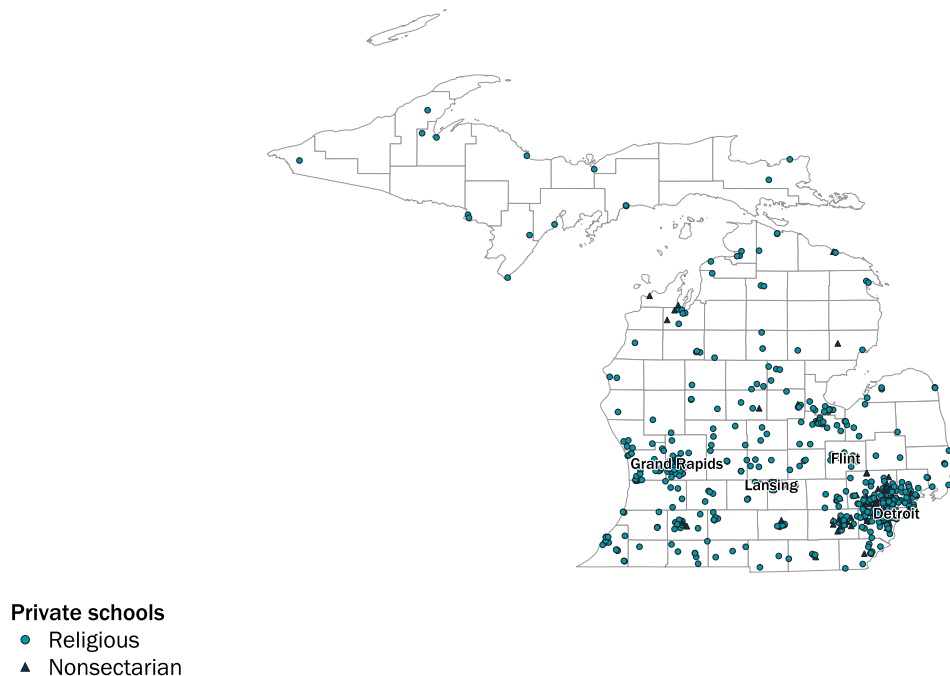 Grand Rapids
Flint
Lansing
Detroit
Private schools
Religious
Nonsectarian